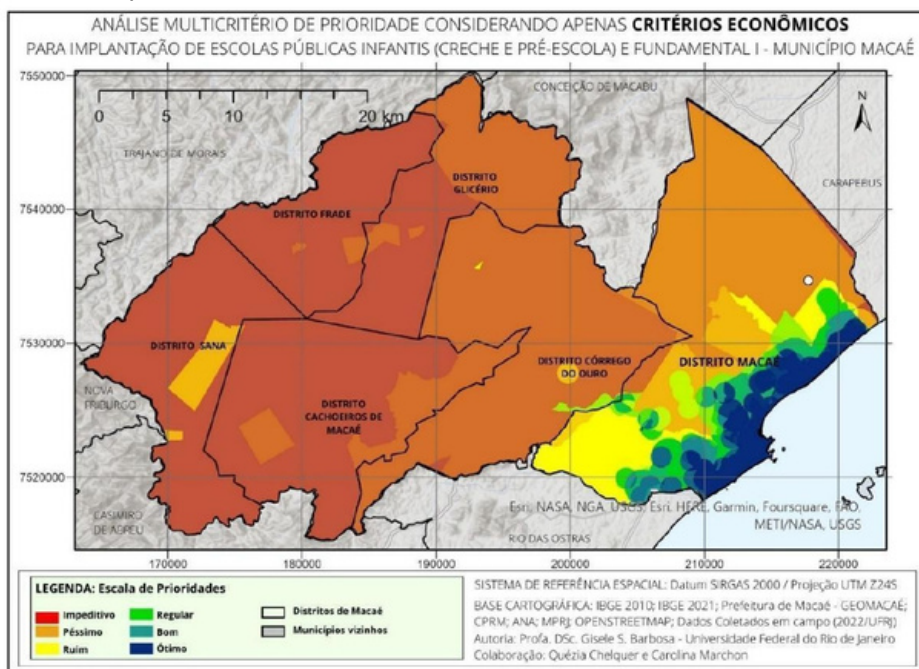 ANÁLISE MULTICRITÉRIO DE PRIORIDADE CONSIDERANDO APENAS CRITÉRIOS ECONÔMICOS
PARA IMPLANTAÇÃO DE ESCOLAS PÚBLICAS INFANTIS (CRECHE E PRÉ-ESCOLA) E FUNDAMENTAL I - MUNICÍPIO MACAÉ
7550000
0 5 10 20 km
CONCEIÇÃO DE MACABU
N
TRAJANO DE MORAIS
DISTRITO
GLICÉRIO
CARAPEBUS
7540000
DISTRITO FRADE
7530000
DISTRITO SANA
DISTRITO CÓRREGO
DO OURO
DISTRITO MACAÉ
NOVA
FRIBURGO
DISTRITO
CACHOEIROS DE
MACAÉ
7520000
CASIMIRO
DE ABREU
Esri, NASA, NGA, USGS, Esri, HERE, Garmin, Foursquare, FAO,
METI/NASA, USGS
RIO DAS OSTRAS
170000 180000 190000 200000 210000 220000
LEGENDA: Escala de Prioridades
Impeditivo
Péssimo
Ruim
Regular
Bom
Ótimo
Distritos de Macaé
Municípios vizinhos
SISTEMA DE REFERÊNCIA ESPACIAL: Datum SIRGAS 2000 / Projeção UTM Z24S
BASE CARTOGRÁFICA: IBGE 2010; IBGE 2021; Prefeitura de Macaé - GEOMACAÉ;
CPRM; ANA; MPRJ; OPENSTREETMAP; Dados Coletados em campo (2022/UFRJ)
Autoria: Profa. DSc. Gisele S. Barbosa - Universidade Federal do Rio de Janeiro
Colaboração: Quézia Chelquer e Carolina Marchon